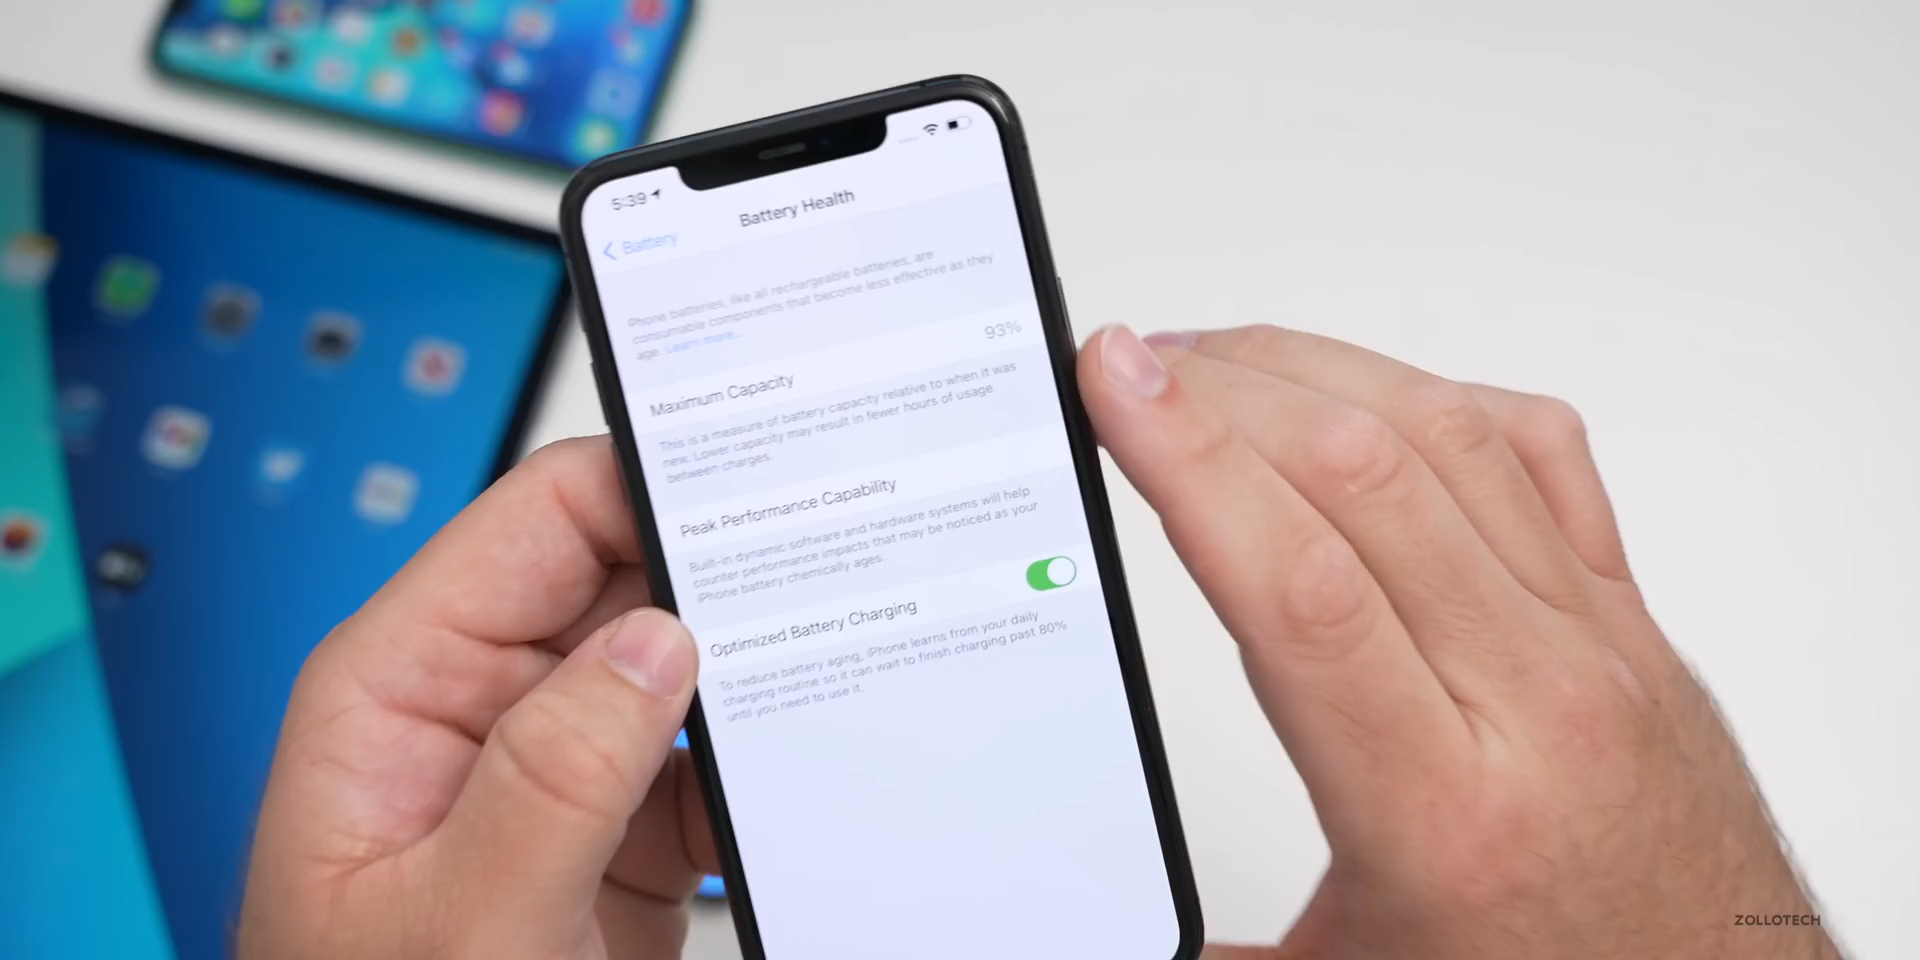 5:39
Battery
Battery Health
Phone batteries, like all rechargeable batteries, are
consumable components that become less effective as they
age. Learn more...
Maximum Capacity 93%
This is a measure of battery capacity relative to when it was
new. Lower capacity may result in fewer hours of usage
between charges.
Peak Performance Capability
Built-in dynamic software and hardware systems will help
counter performance impacts that may be noticed as your
iPhone battery chemically ages.
Optimized Battery Charging
To reduce battery aging, iPhone learns from your daily
charging routine so it can wait to finish charging past 80%
until you need to use it.
ZOLLOTECH